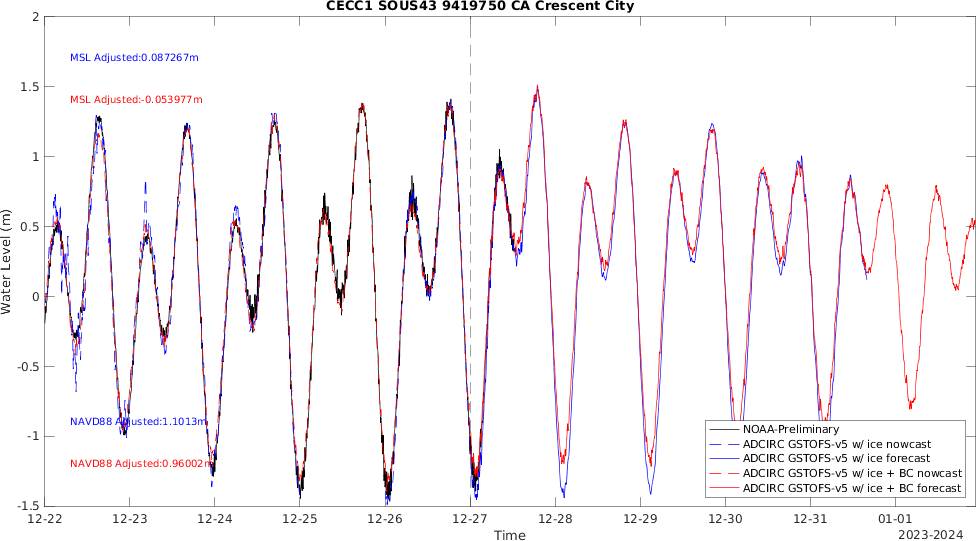 CECC1 SOUS43 9419750 CA Crescent City
2
1.5
1
0.5
0
-0.5
-1
-1.5
Water Level (m)
MSL Adjusted:0.087267m
MSL Adjusted:-0.053977m
NAVD88 Adjusted:1.1013m
NAVD88 Adjusted:0.96002m
NOAA-Preliminary
ADCIRC GSTOFS-v5 w/ ice nowcast
ADCIRC GSTOFS-v5 w/ ice forecast
ADCIRC GSTOFS-v5 w/ ice + BC nowcast
ADCIRC GSTOFS-v5 w/ ice + BC forecast
12-22 12-23 12-24 12-25 12-26 12-27 12-28 12-29 12-30 12-31 01-01
Time
2023-2024